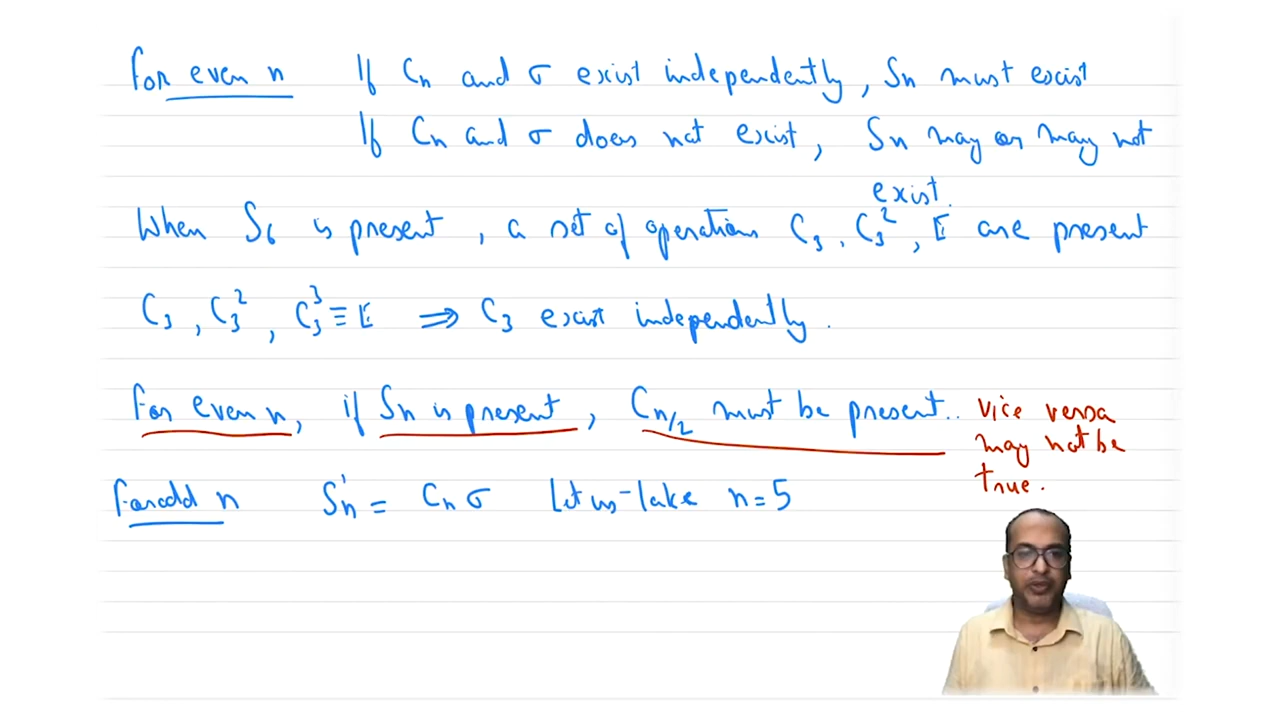 For even n If Cn and σ exist independently, Sn must exist
If Cn and σ does not exist, Sn may or may not
exist.
When S₆ is present, a set of operations C₃, C₃², E are present
C₃, C₃², C₃³ ≡ E ⇒ C₃ exist independently.
For even n, if Sn is present, Cn/2 must be present.. Vice versa
may not be
true.
For odd n Sn¹ = Cn σ Let us take n=5